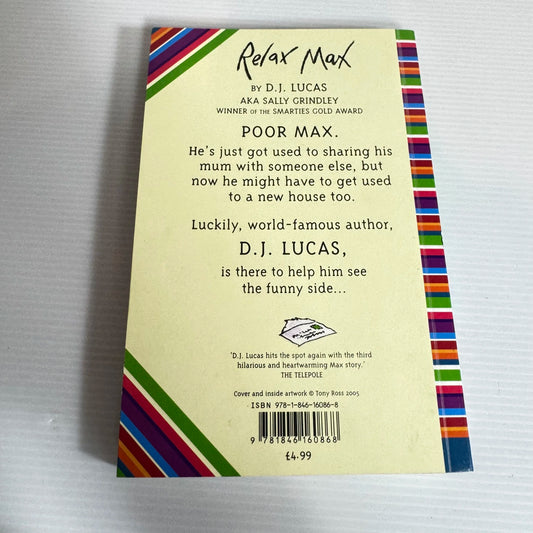 Relax Max
BY D.J. LUCAS
AKA SALLY GRINDLEY
WINNER OF THE SMARTIES GOLD AWARD
POOR MAX.
He's just got used to sharing his
mum with someone else, but
now he might have to get used
to a new house too.
Luckily, world-famous author,
D.J. LUCAS,
is there to help him see
the funny side...
'D.J. Lucas hits the spot again with the third
hilarious and heartwarming Max story.'
THE TELEPOLE
Cover and inside artwork © Tony Ross 2005
ISBN 978-1-846-16086-8
9 781846 160868
£4.99